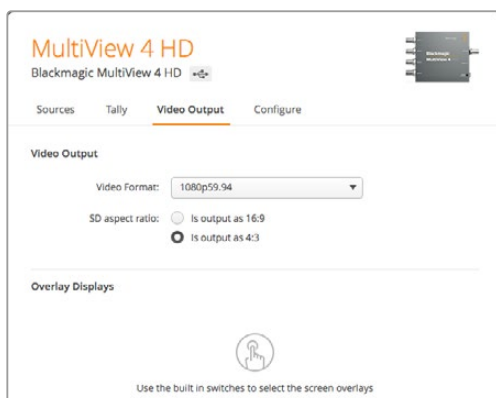 MultiView 4 HD
Blackmagic MultiView 4 HD
Sources Tally Video Output Configure
Video Output
Video Format: 1080p59.94
SD aspect ratio: Is output as 16:9
Is output as 4:3
Overlay Displays
Use the built in switches to select the screen overlays